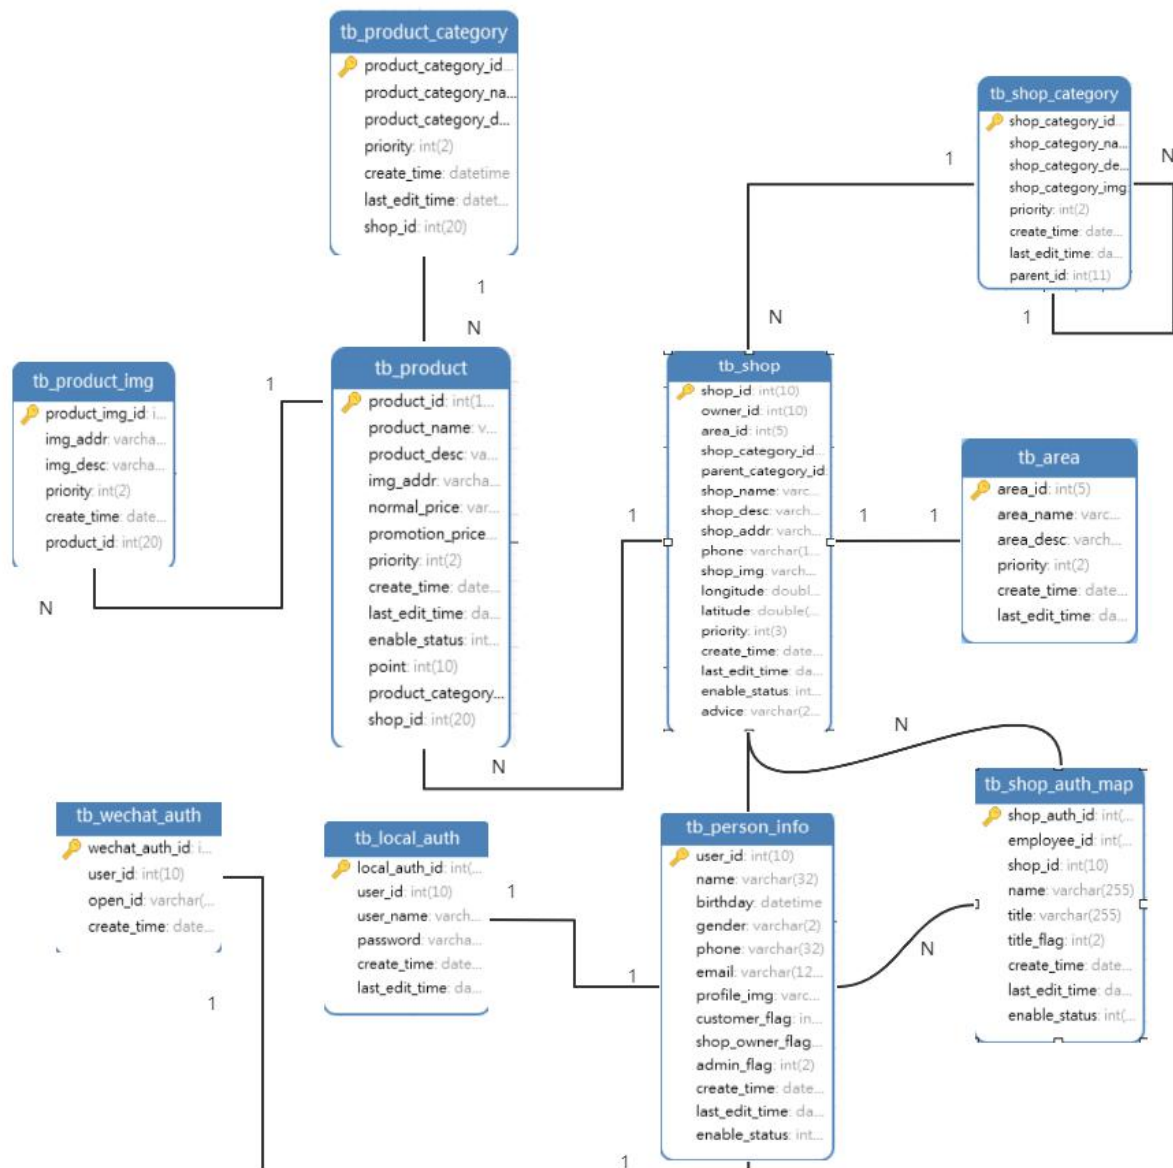 tb_product_category
product_category_id...
product_category_na...
product_category_d...
priority: int(2)
create_time: datetime
last_edit_time: datet...
shop_id: int(20)
1
N
tb_shop_category
shop_category_id...
shop_category_na...
shop_category_de...
shop_category_img:
priority: int(2)
create_time: date...
last_edit_time: da...
parent_id: int(11)
1
N
1
N
tb_product_img
product_img_id: i...
img_addr: varcha...
img_desc: varcha...
priority: int(2)
create_time: date...
product_id: int(20)
1
N
tb_product
product_id: int(1...
product_name: v...
product_desc: va...
img_addr: varcha...
normal_price: var...
promotion_price...
priority: int(2)
create_time: date...
last_edit_time: da...
enable_status: int...
point: int(10)
product_category...
shop_id: int(20)
N
1
tb_shop
shop_id: int(10)
owner_id: int(10)
area_id: int(5)
shop_category_id...
parent_category_id:
shop_name: varc...
shop_desc: varch...
shop_addr: varch...
phone: varchar(1...
shop_img: varch...
longitude: doubl...
latitude: double(...
priority: int(3)
create_time: date...
last_edit_time: da...
enable_status: int...
advice: varchar(2...
1
1
tb_area
area_id: int(5)
area_name: varc...
area_desc: varch...
priority: int(2)
create_time: date...
last_edit_time: da...
N
tb_wechat_auth
wechat_auth_id: i...
user_id: int(10)
open_id: varchar(...
create_time: date...
1
tb_local_auth
local_auth_id: int(...
user_id: int(10)
user_name: varch...
password: varcha...
create_time: date...
last_edit_time: da...
1
1
tb_person_info
user_id: int(10)
name: varchar(32)
birthday: datetime
gender: varchar(2)
phone: varchar(32)
email: varchar(12...
profile_img: varc...
customer_flag: in...
shop_owner_flag...
admin_flag: int(2)
create_time: date...
last_edit_time: da...
enable_status: int...
1
N
tb_shop_auth_map
shop_auth_id: int(...
employee_id: int(...
shop_id: int(10)
name: varchar(255)
title: varchar(255)
title_flag: int(2)
create_time: date...
last_edit_time: da...
enable_status: int(...